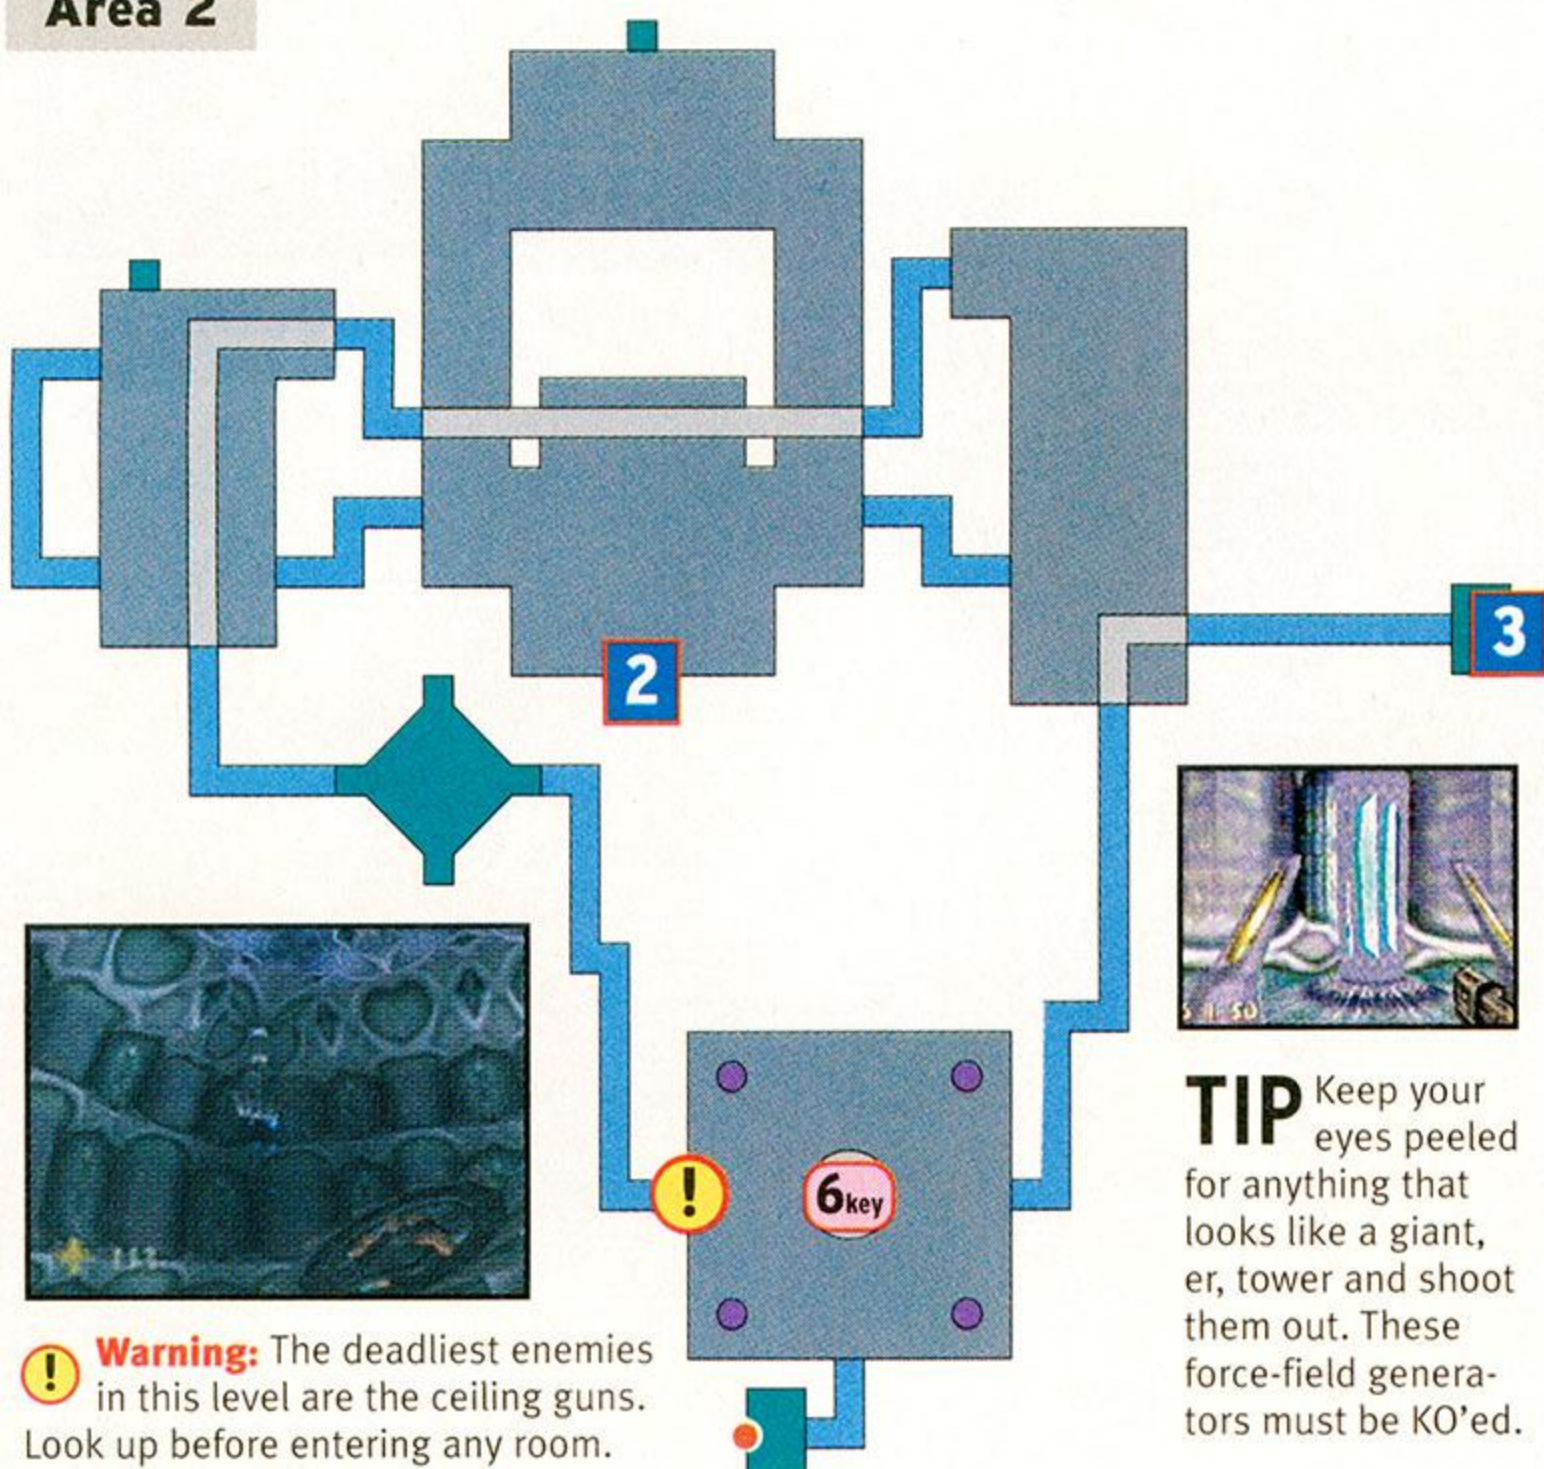 Area 2
2
3
6key
!
TIP Keep your
eyes peeled
for anything that
looks like a giant,
er, tower and shoot
them out. These
force-field genera-
tors must be KO’ed.
! Warning: The deadliest enemies
in this level are the ceiling guns.
Look up before entering any room.